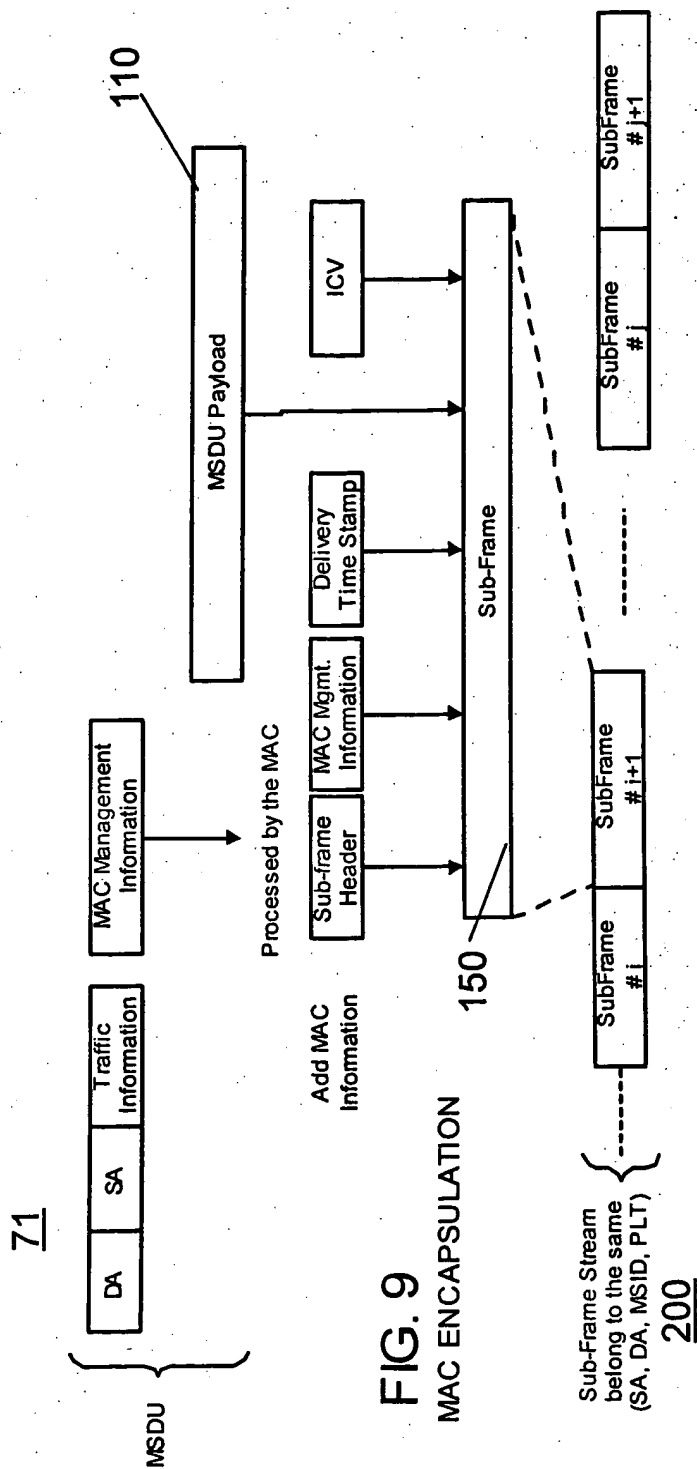 71
MSDU
DA
SA
Traffic
Information
MAC Management
Information
110
MSDU Payload
Processed by the MAC
Add MAC
Information
Sub-frame
Header
MAC Mgmt.
Information
Delivery
Time Stamp
ICV
150
Sub-Frame
FIG. 9
MAC ENCAPSULATION
Sub-Frame Stream
belong to the same
(SA, DA, MSID, PLT)
200
SubFrame
# i
SubFrame
# i+1
SubFrame
# j
SubFrame
# j+1